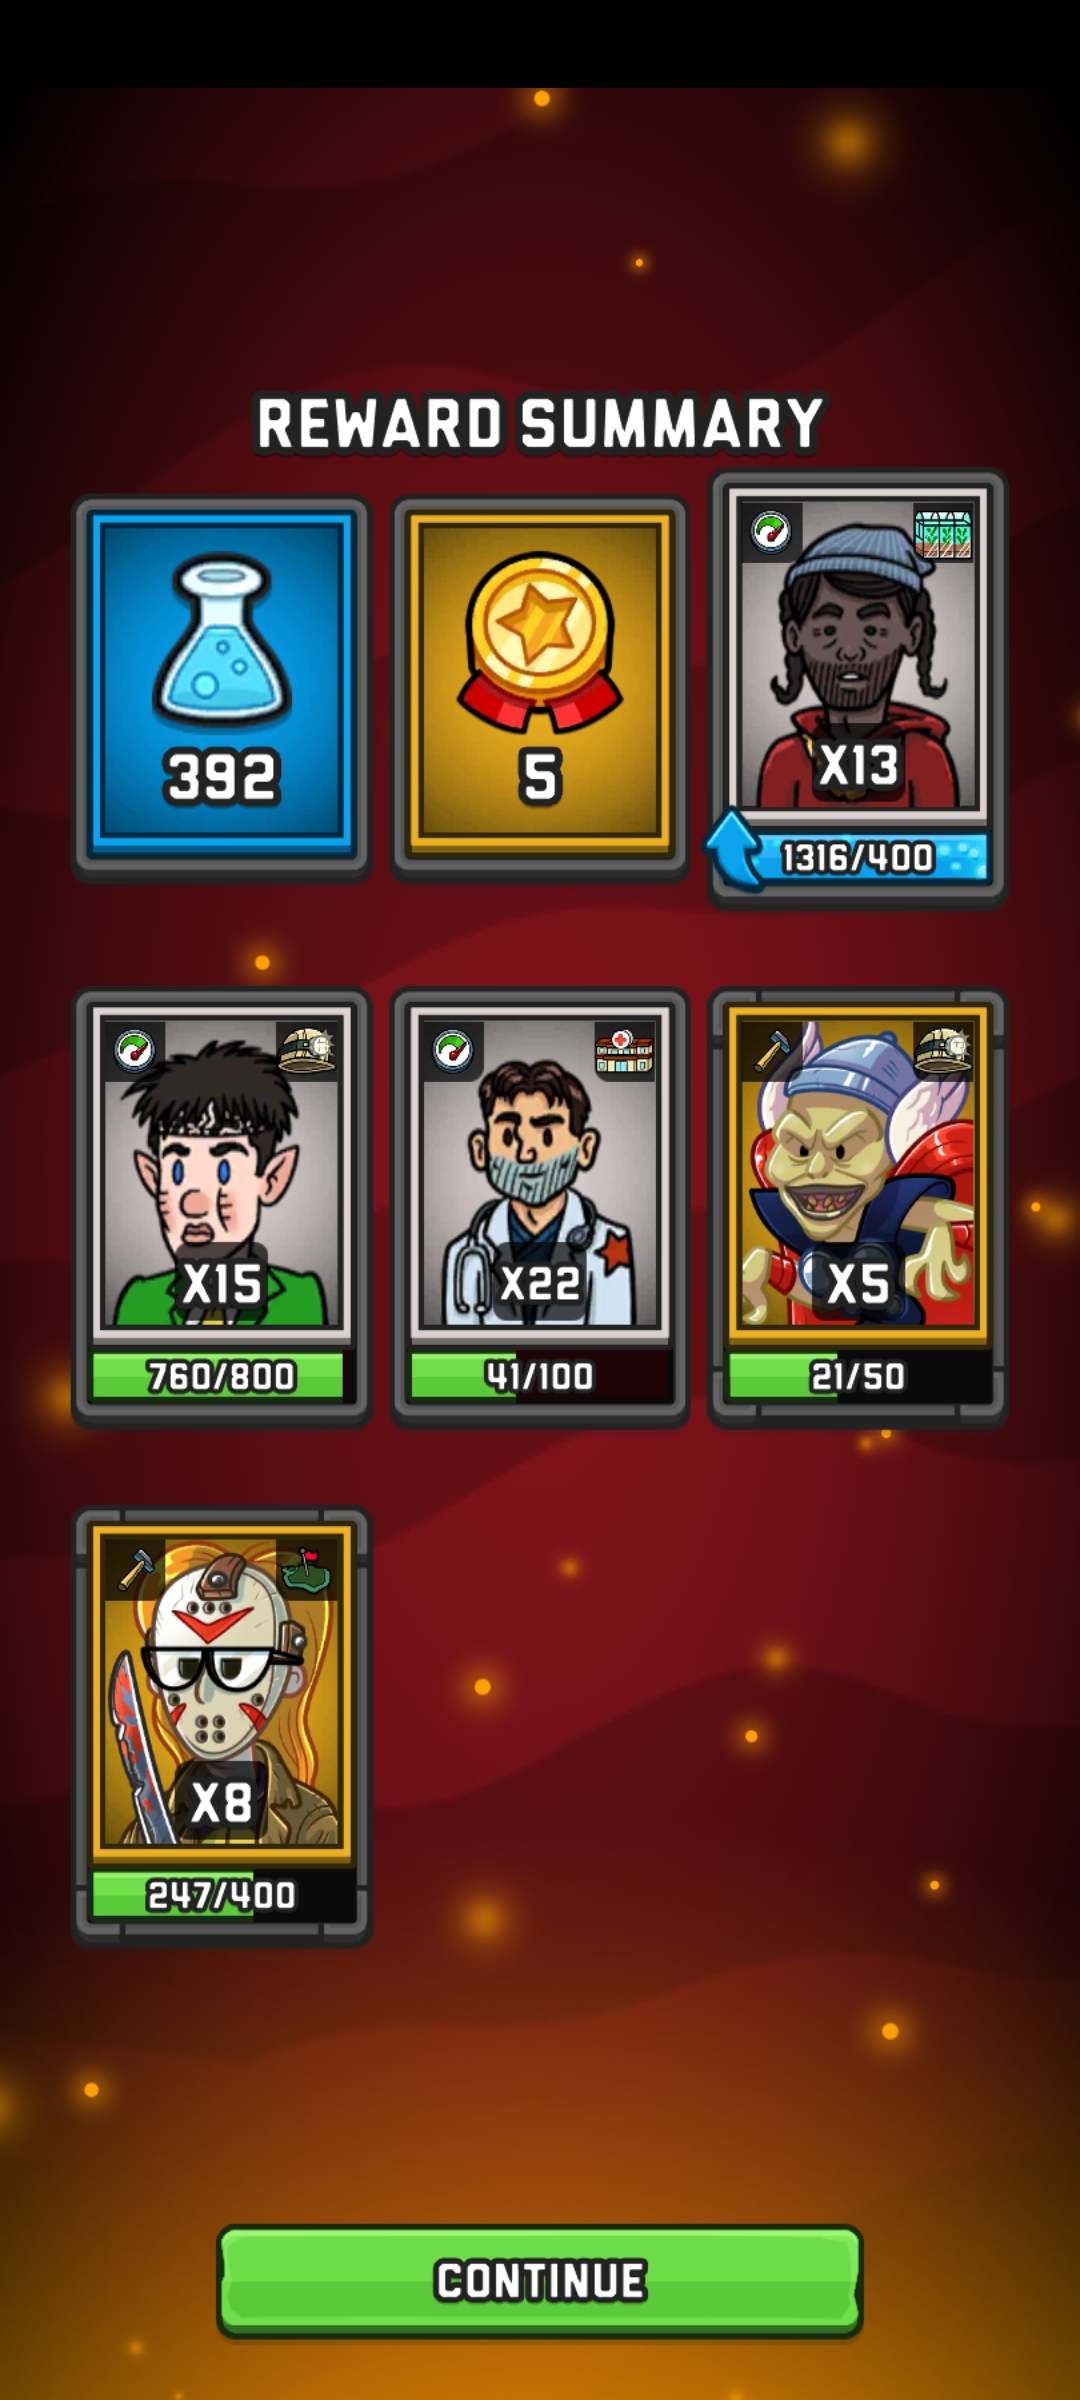 REWARD SUMMARY
392
5
X13
1316/400
X15
760/800
X22
41/100
X5
21/50
X8
247/400
CONTINUE